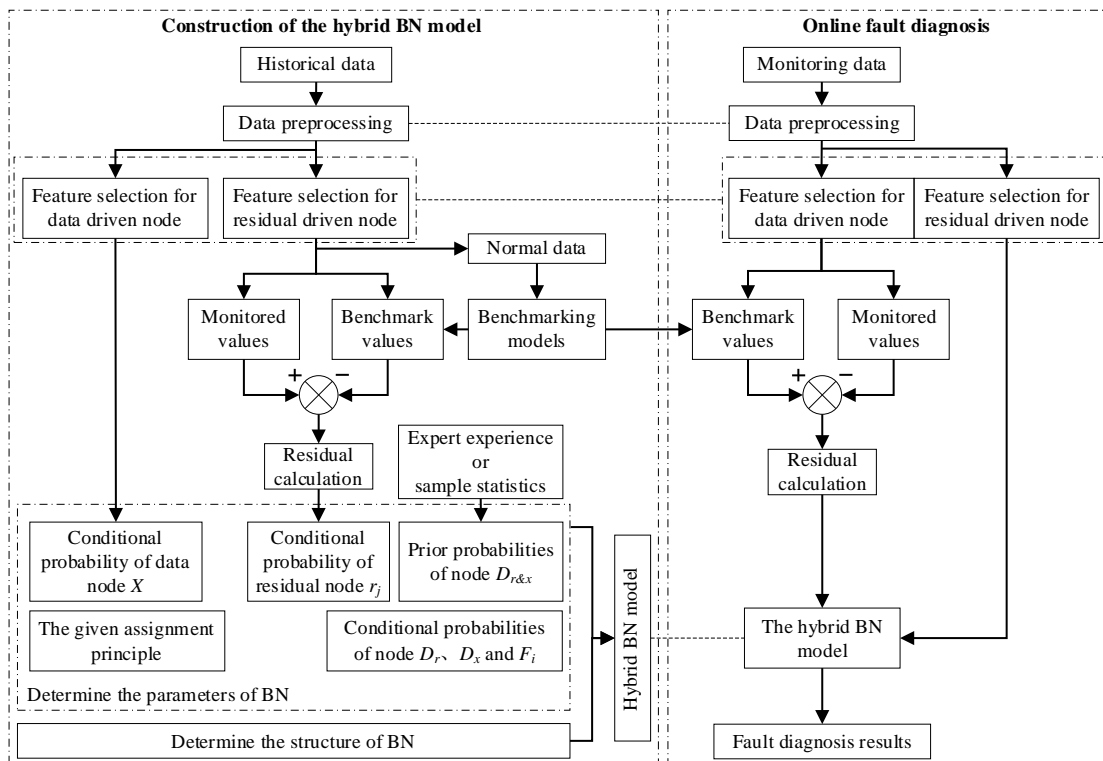 Construction of the hybrid BN model
Historical data
Data preprocessing
Feature selection for
data driven node
Feature selection for
residual driven node
Normal data
Monitored
values
Benchmark
values
Benchmarking
models
+
−
Residual
calculation
Expert experience
or
sample statistics
Conditional
probability of data
node X
Conditional
probability of
residual node rj
Prior probabilities
of node Dr&x
The given assignment
principle
Conditional probabilities
of node Dr、Dx and Fi
Determine the parameters of BN
Determine the structure of BN
Hybrid BN model
Online fault diagnosis
Monitoring data
Data preprocessing
Feature selection for
data driven node
Feature selection for
residual driven node
Benchmark
values
Monitored
values
+
−
Residual
calculation
The hybrid BN
model
Fault diagnosis results